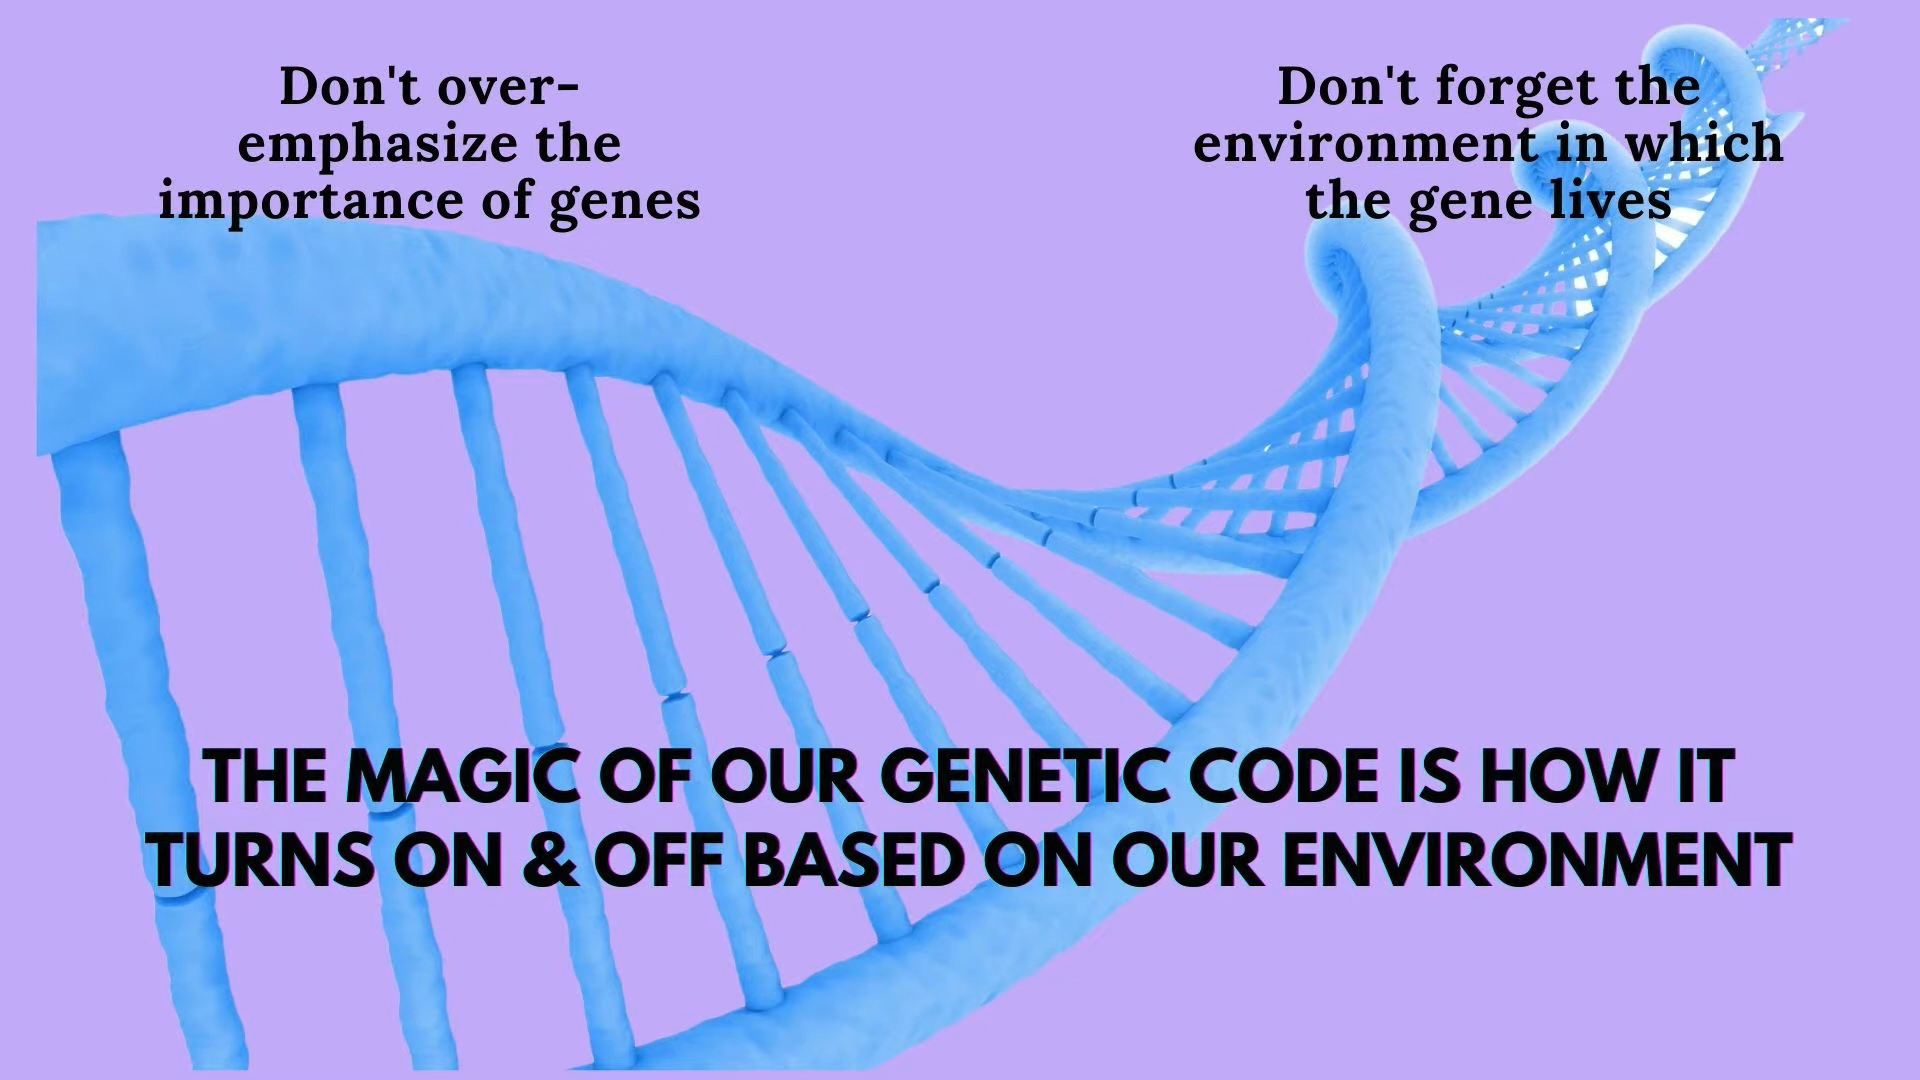 Don't over-
emphasize the
importance of genes
Don't forget the
environment in which
the gene lives
THE MAGIC OF OUR GENETIC CODE IS HOW IT
TURNS ON & OFF BASED ON OUR ENVIRONMENT